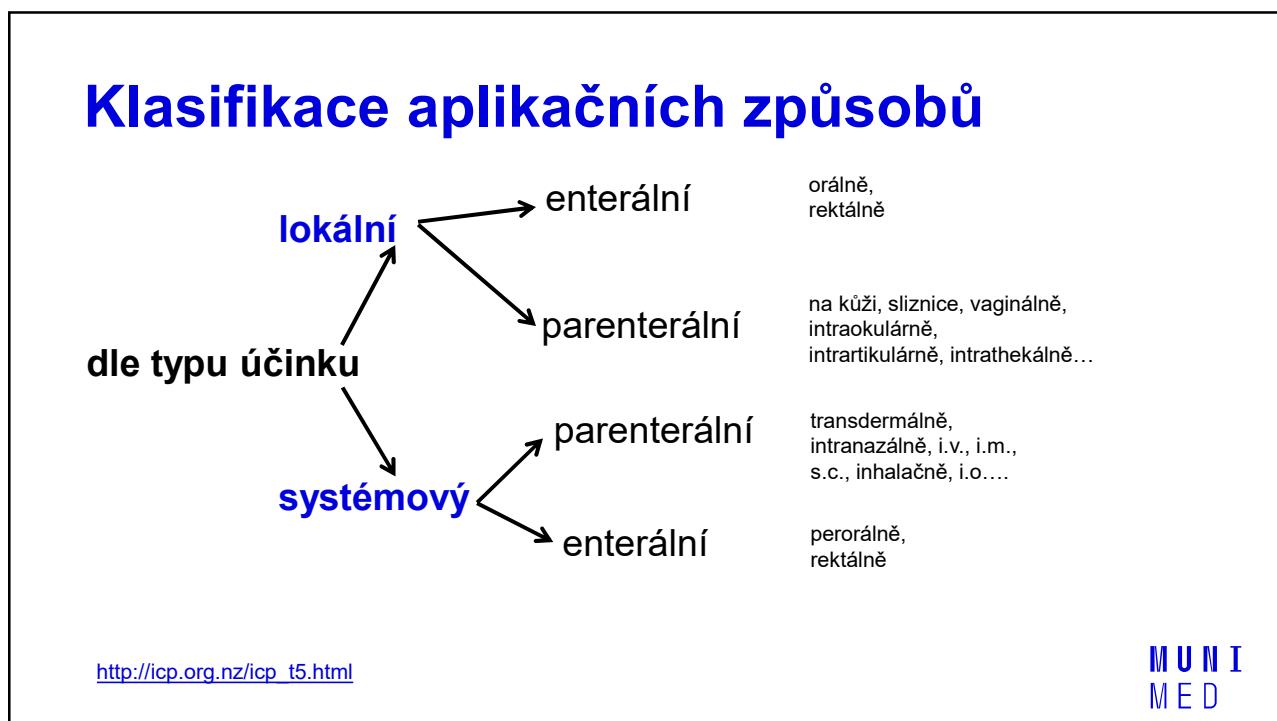 Klasifikace aplikačních způsobů
enterální
orálně,
rektálně
lokální
parenterální
na kůži, sliznice, vaginálně,
intraokulárně,
intrartikulárně, intrathekálně…
dle typu účinku
parenterální
transdermálně,
intranazálně, i.v., i.m.,
s.c., inhalačně, i.o….
systémový
enterální
perorálně,
rektálně
http://icp.org.nz/icp_t5.html
MUNI
MED